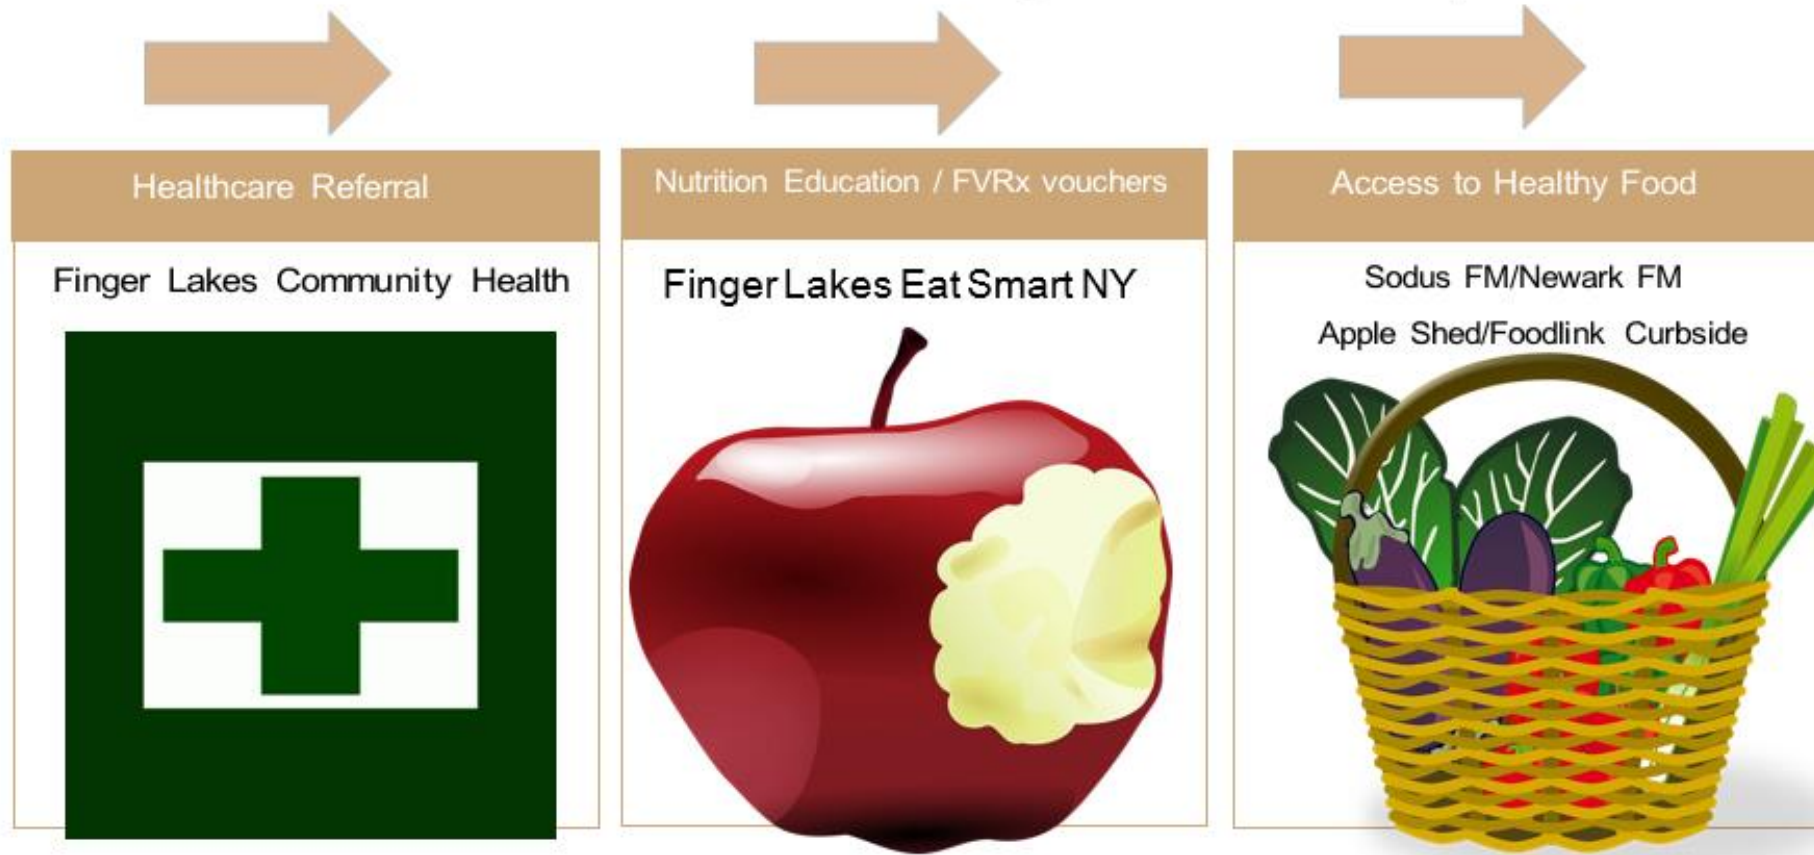 Healthcare Referral
Finger Lakes Community Health
Nutrition Education / FVRx vouchers
Finger Lakes Eat Smart NY
Access to Healthy Food
Sodus FM/Newark FM
Apple Shed/Foodlink Curbside